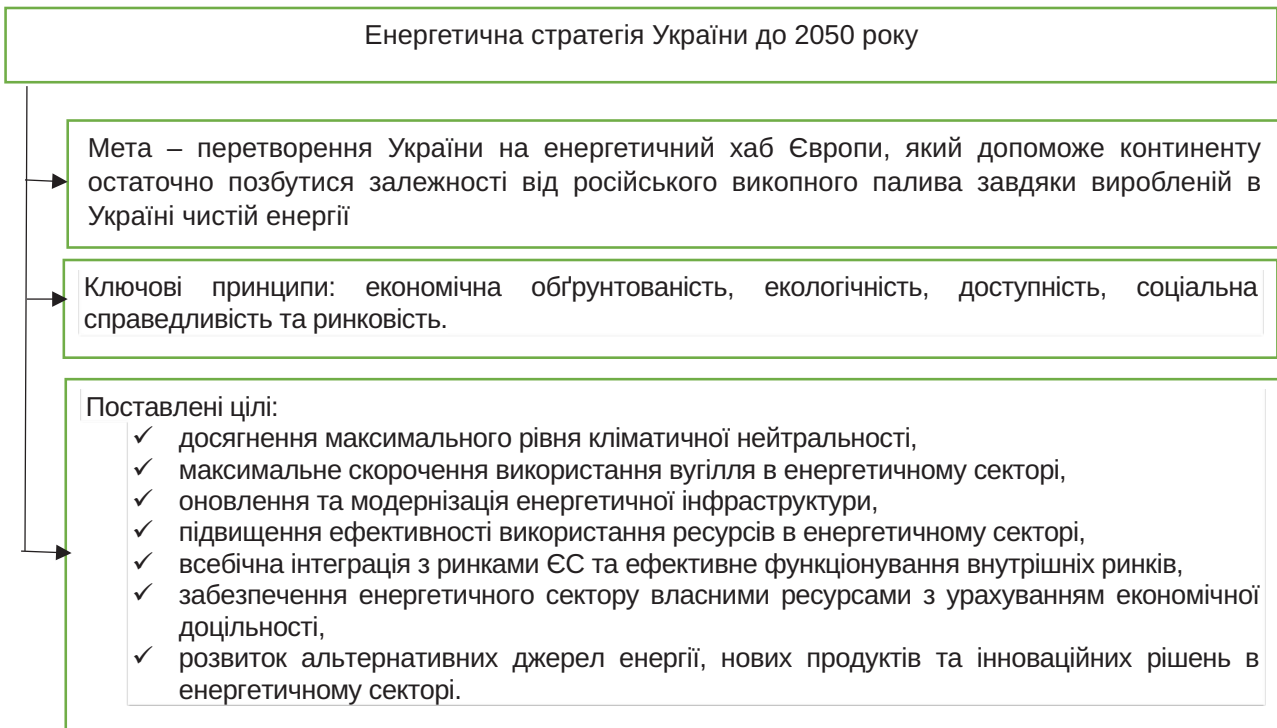 Енергетична стратегія України до 2050 року
Мета – перетворення України на енергетичний хаб Європи, який допоможе континенту
остаточно позбутися залежності від російського викопного палива завдяки виробленій в
Україні чистій енергії
Ключові принципи: економічна обґрунтованість, екологічність, доступність, соціальна
справедливість та ринковість.
Поставлені цілі:
✓ досягнення максимального рівня кліматичної нейтральності,
✓ максимальне скорочення використання вугілля в енергетичному секторі,
✓ оновлення та модернізація енергетичної інфраструктури,
✓ підвищення ефективності використання ресурсів в енергетичному секторі,
✓ всебічна інтеграція з ринками ЄС та ефективне функціонування внутрішніх ринків,
✓ забезпечення енергетичного сектору власними ресурсами з урахуванням економічної
доцільності,
✓ розвиток альтернативних джерел енергії, нових продуктів та інноваційних рішень в
енергетичному секторі.